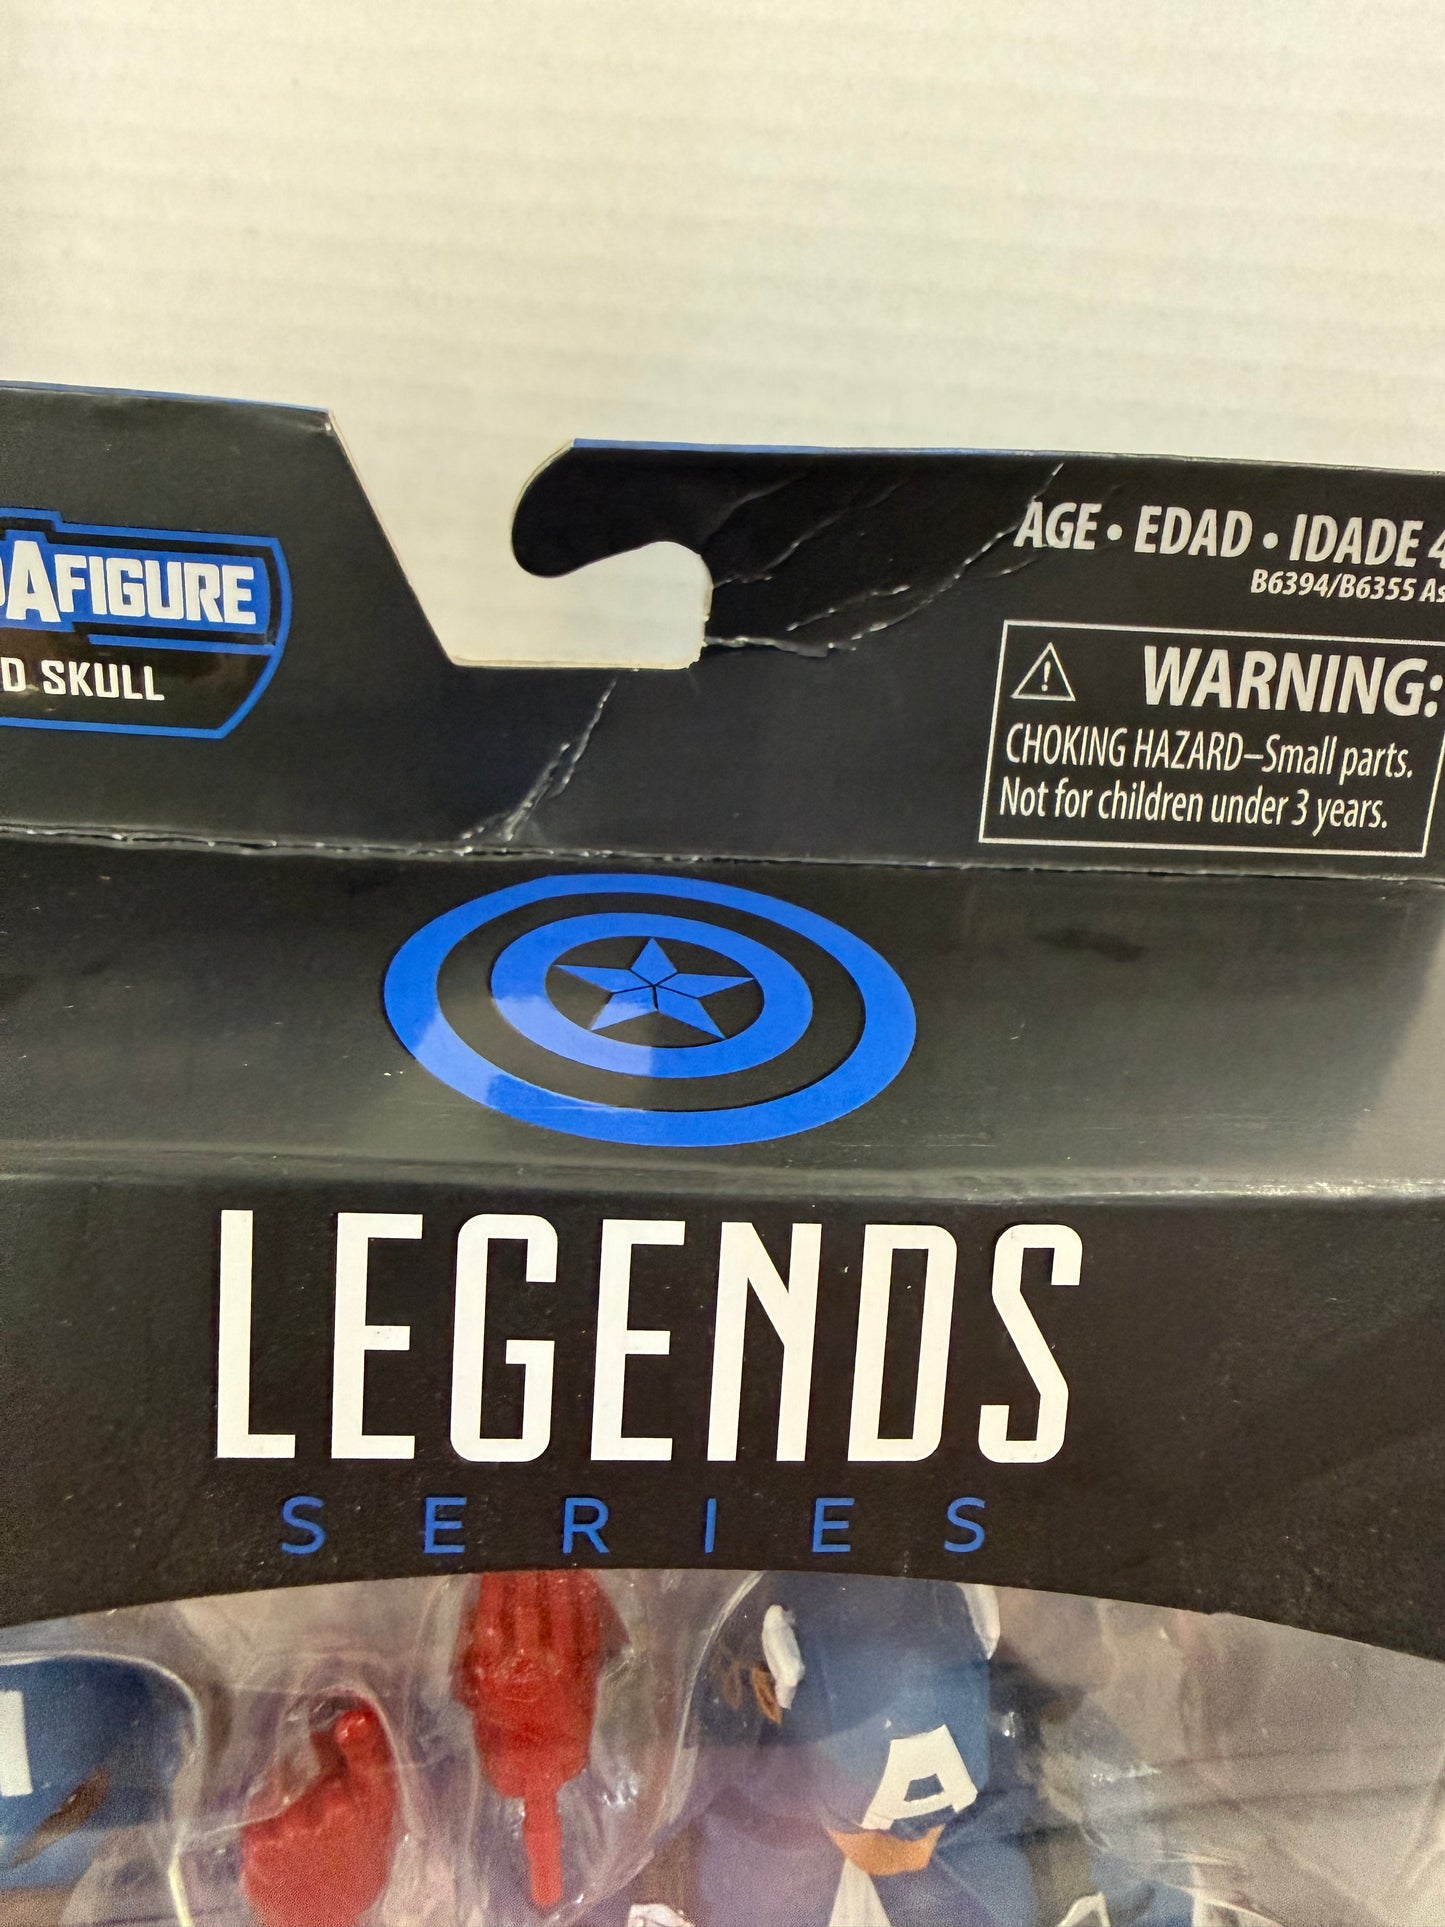 AFIGURE
D SKULL
AGE • EDAD • IDADE 4
B6394/B6355 As
WARNING:
CHOKING HAZARD–Small parts.
Not for children under 3 years.
LEGENDS
SERIES
A